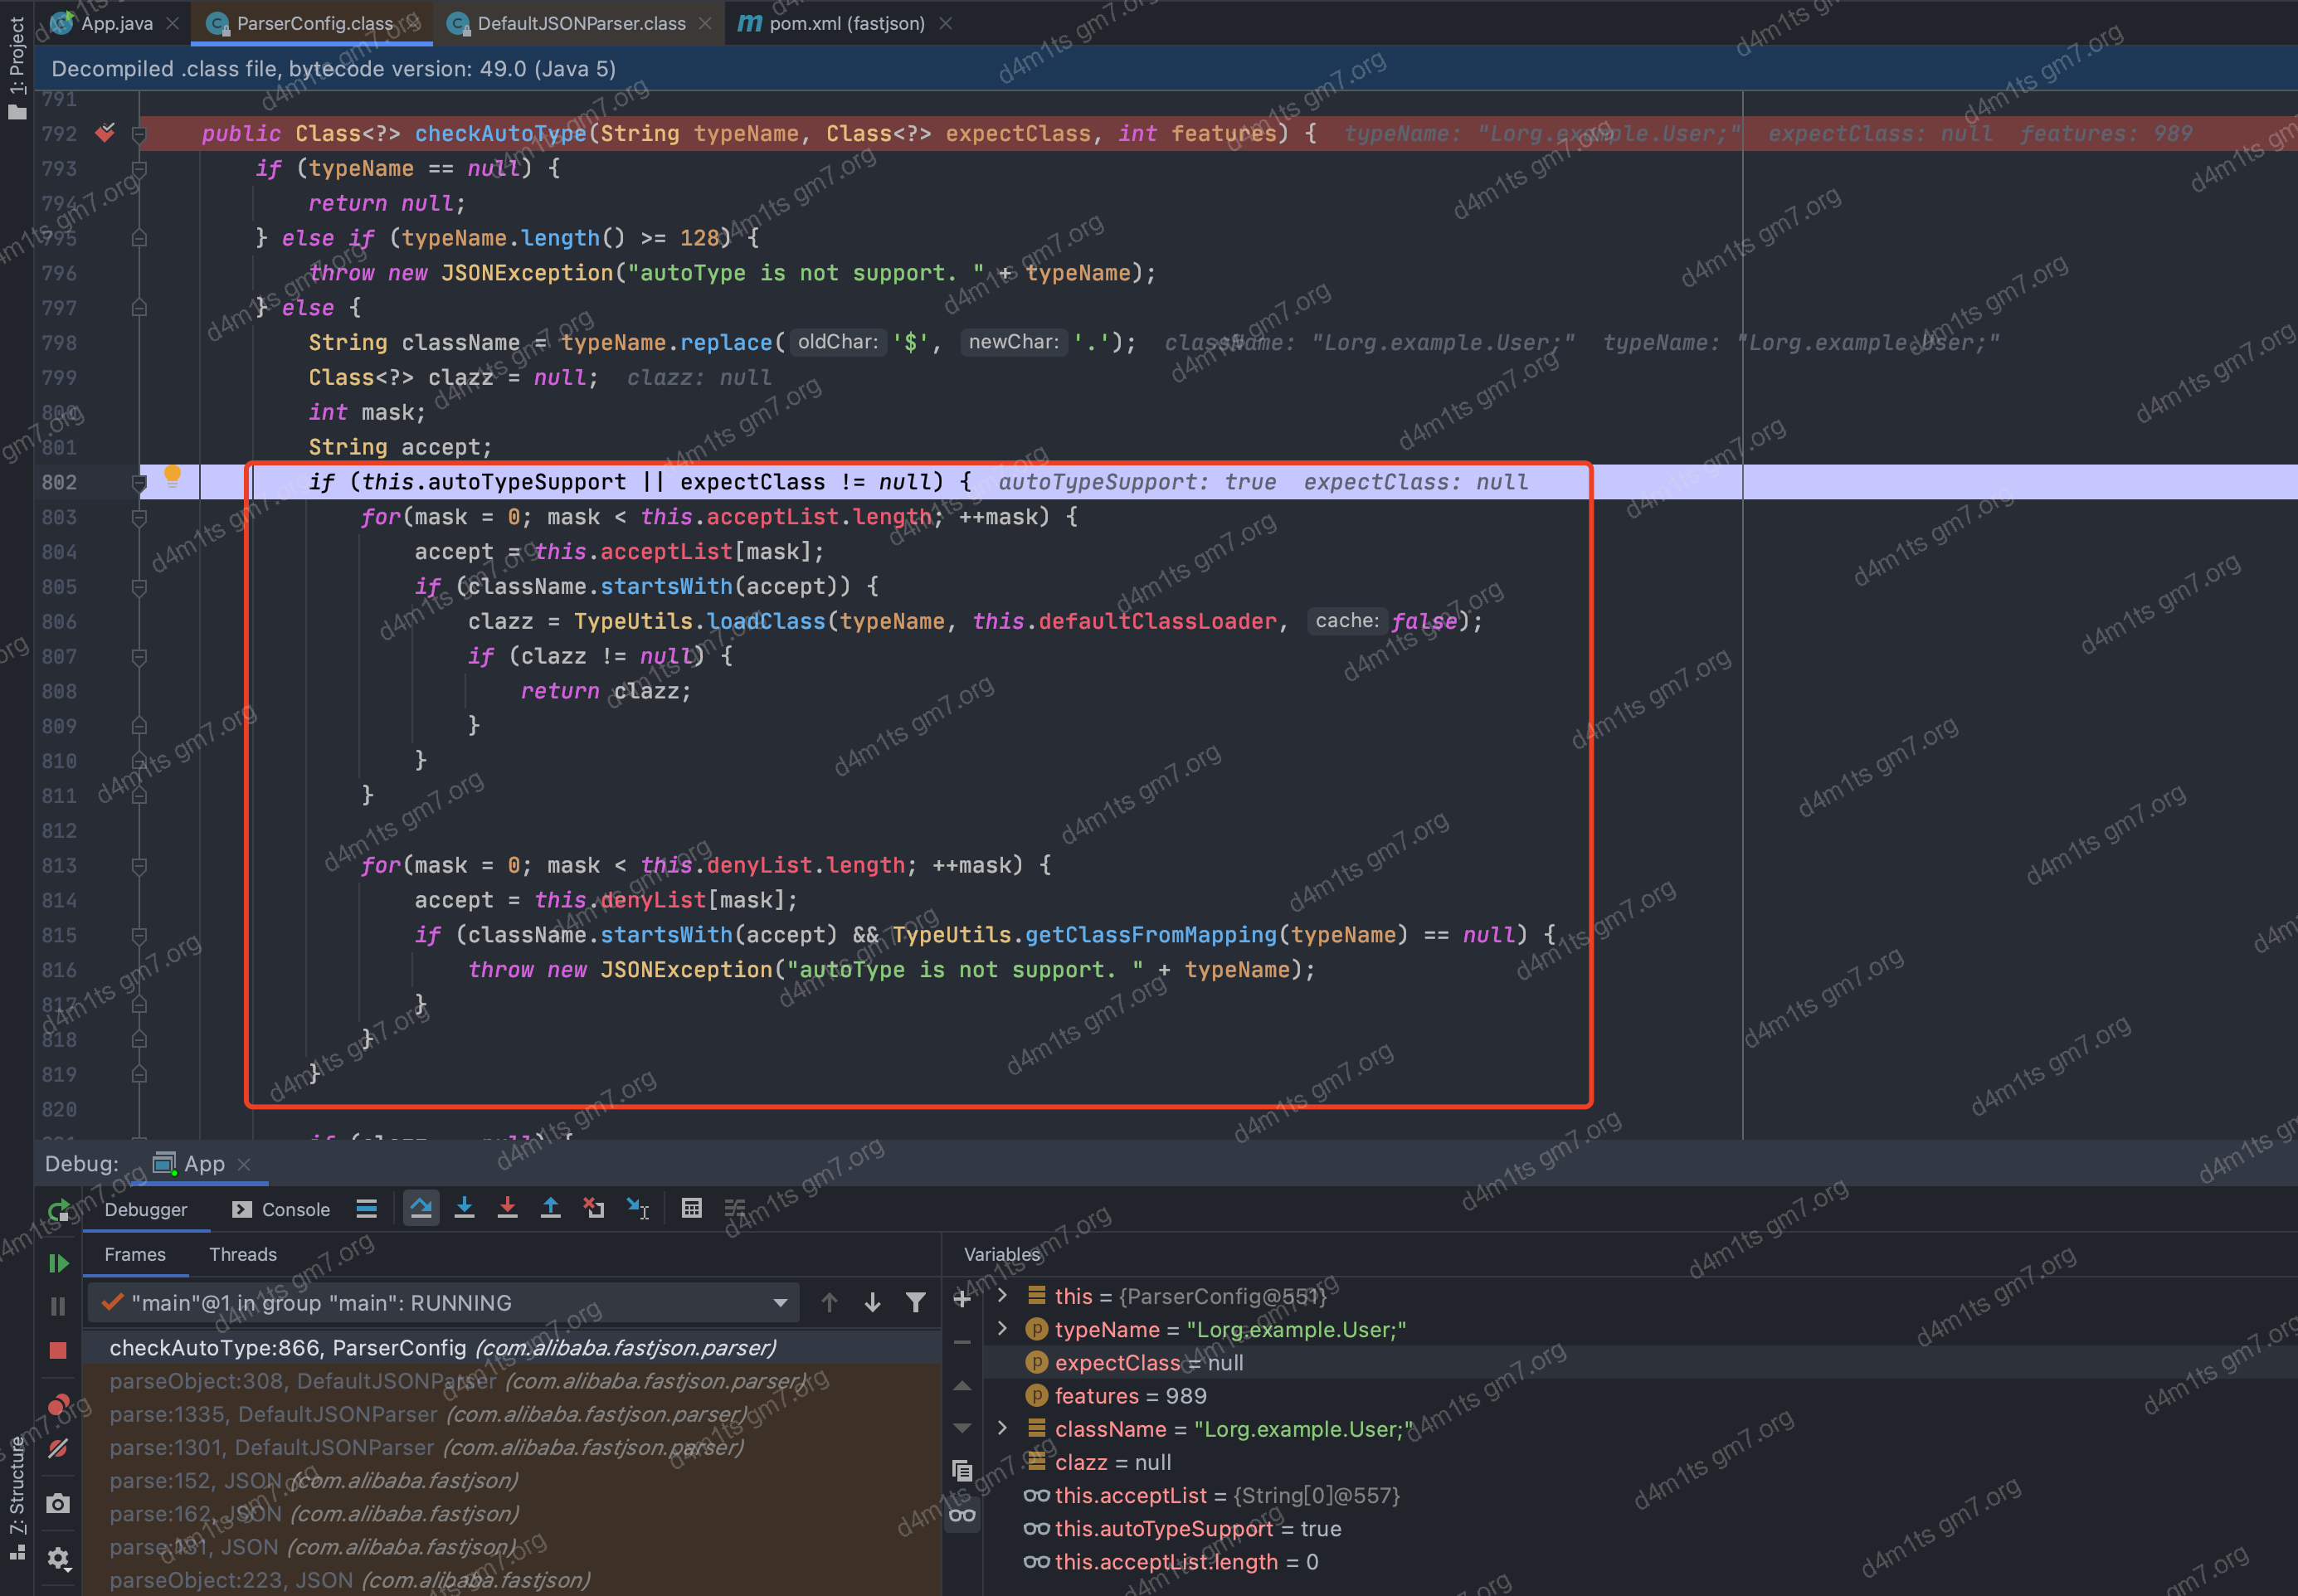 App.java
ParserConfig.class
DefaultJSONParser.class
pom.xml (fastjson)
1: Project
Decompiled .class file, bytecode version: 49.0 (Java 5)
791
792 public Class<?> checkAutoType(String typeName, Class<?> expectClass, int features) { typeName: "Lorg.example.User;" expectClass: null features: 989
793 if (typeName == null) {
794 return null;
795 } else if (typeName.length() >= 128) {
796 throw new JSONException("autoType is not support. " + typeName);
797 } else {
798 String className = typeName.replace( oldChar: '$', newChar: '.'); className: "Lorg.example.User;" typeName: "Lorg.example.User;"
799 Class<?> clazz = null; clazz: null
800 int mask;
801 String accept;
802 if (this.autoTypeSupport || expectClass != null) { autoTypeSupport: true expectClass: null
803 for(mask = 0; mask < this.acceptList.length; ++mask) {
804 accept = this.acceptList[mask];
805 if (className.startsWith(accept)) {
806 clazz = TypeUtils.loadClass(typeName, this.defaultClassLoader, cache: false);
807 if (clazz != null) {
808 return clazz;
809 }
810 }
811 }
812
813 for(mask = 0; mask < this.denyList.length; ++mask) {
814 accept = this.denyList[mask];
815 if (className.startsWith(accept) && TypeUtils.getClassFromMapping(typeName) == null) {
816 throw new JSONException("autoType is not support. " + typeName);
817 }
818 }
819 }
820
Debug: App
Debugger Console
Frames Threads
Variables
"main"@1 in group "main": RUNNING
checkAutoType:866, ParserConfig (com.alibaba.fastjson.parser)
parseObject:308, DefaultJSONParser (com.alibaba.fastjson.parser)
parse:1335, DefaultJSONParser (com.alibaba.fastjson.parser)
parse:1301, DefaultJSONParser (com.alibaba.fastjson.parser)
parse:152, JSON (com.alibaba.fastjson)
parse:162, JSON (com.alibaba.fastjson)
parse:131, JSON (com.alibaba.fastjson)
parseObject:223, JSON (com.alibaba.fastjson)
this = {ParserConfig@551}
typeName = "Lorg.example.User;"
expectClass = null
features = 989
className = "Lorg.example.User;"
clazz = null
this.acceptList = {String[0]@557}
this.autoTypeSupport = true
this.acceptList.length = 0
7: Structure
d4m1ts gm7.org